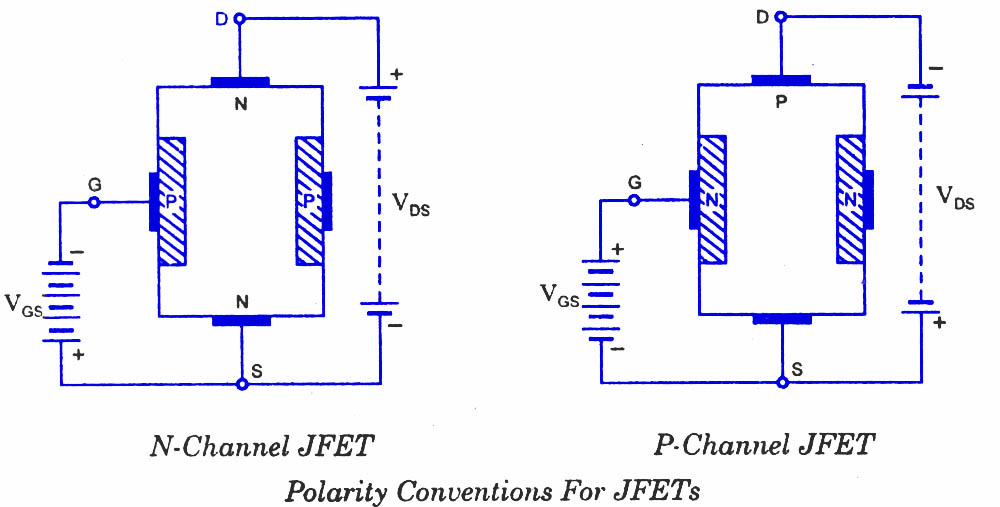 D
+
N
G
P
P
V_DS
−
V_GS
+
N
−
S
N-Channel JFET
D
−
P
G
N
N
V_DS
+
V_GS
−
+
S
P-Channel JFET
Polarity Conventions For JFETs